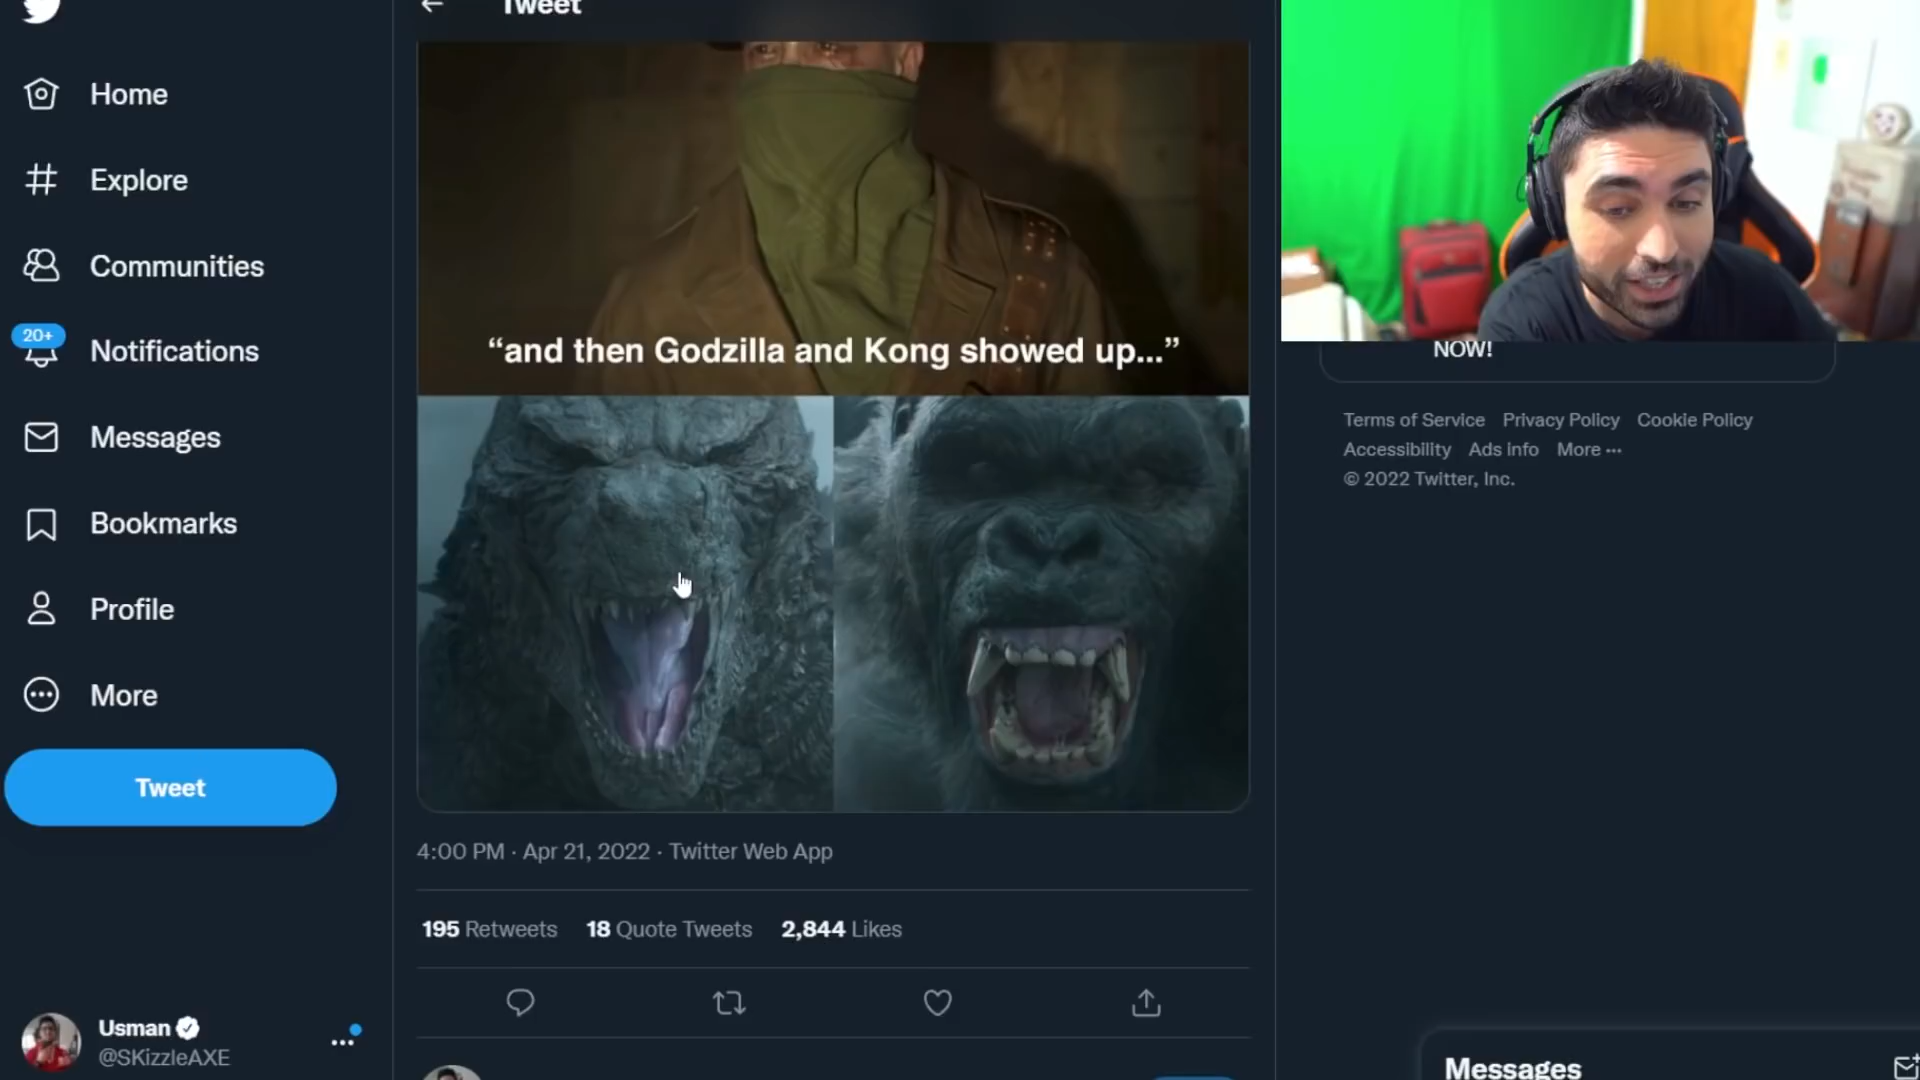 Tweet
Home
Explore
Communities
20+
Notifications
Messages
Bookmarks
Profile
More
Tweet
Usman
@SKizzleAXE
“and then Godzilla and Kong showed up...”
4:00 PM · Apr 21, 2022 · Twitter Web App
195 Retweets 18 Quote Tweets 2,844 Likes
NOW!
Terms of Service Privacy Policy Cookie Policy
Accessibility Ads info More ···
© 2022 Twitter, Inc.
Messages